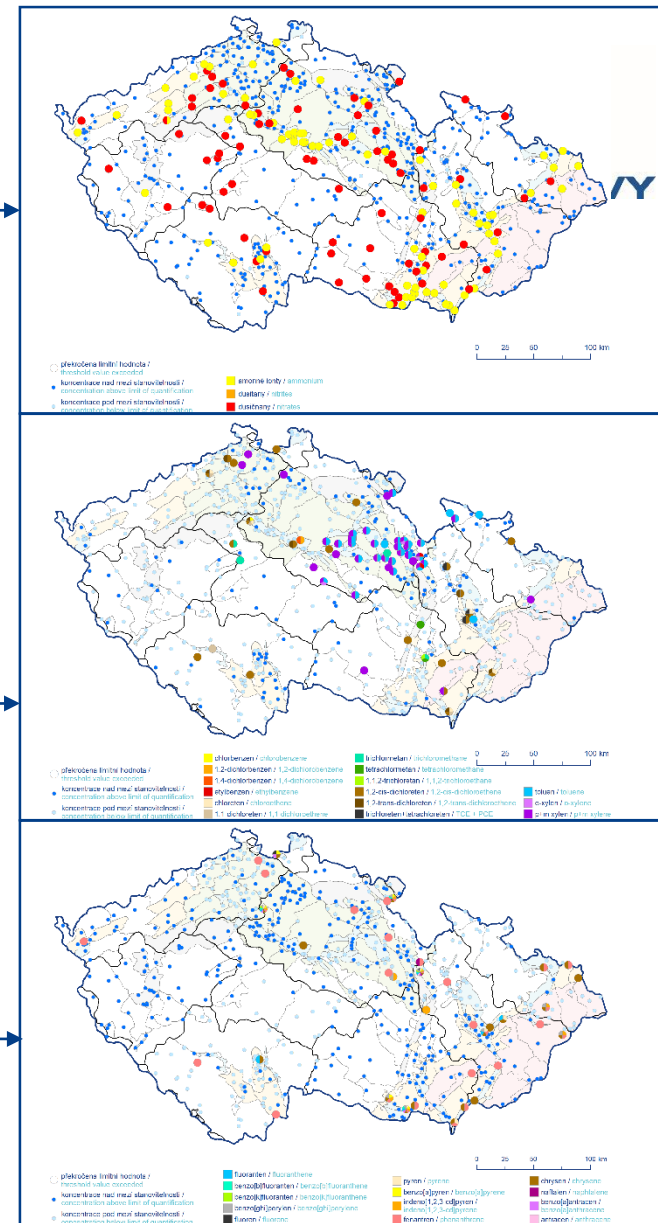 VY
0 25 50 100 km
překročena limitní hodnota /
threshold value exceeded
koncentrace nad mezí stanovitelnosti /
concentration above limit of quantification
koncentrace pod mezí stanovitelnosti /
concentration below limit of quantification
amonné ionty / ammonium
dusitany / nitrites
dusičnany / nitrates
0 25 50 100 km
překročena limitní hodnota /
threshold value exceeded
koncentrace nad mezí stanovitelnosti /
concentration above limit of quantification
koncentrace pod mezí stanovitelnosti /
concentration below limit of quantification
chlorbenzen / chlorobenzene
1,2-dichlorbenzen / 1,2-dichlorobenzene
1,4-dichlorbenzen / 1,4-dichlorobenzene
etylbenzen / ethylbenzene
chloreten / chloroethene
1,1-dichloreten / 1,1-dichloroethene
trichlormetan / trichloromethane
tetrachlormetan / tetrachloromethane
1,1,2-trichloretan / 1,1,2-trichloroethane
1,2-cis-dichloreten / 1,2-cis-dichloroethene
1,2-trans-dichloreten / 1,2-trans-dichloroethene
trichloreten+tetrachloreten / TCE + PCE
toluen / toluene
o-xylen / o-xylene
p+m xylen / p+m xylene
0 25 50 100 km
překročena limitní hodnota /
threshold value exceeded
koncentrace nad mezí stanovitelnosti /
concentration above limit of quantification
koncentrace pod mezí stanovitelnosti /
concentration below limit of quantification
fluoranten / fluoranthene
benzo[b]fluoranten / benzo[b]fluoranthene
benzo[k]fluoranten / benzo[k]fluoranthene
benzo[ghi]perylen / benzo[ghi]perylene
fluoren / fluorene
pyren / pyrene
benzo[a]pyren / benzo[a]pyrene
indeno[1,2,3-cd]pyren /
indeno[1,2,3-cd]pyrene
fenantren / phenanthrene
chrysen / chrysene
naftalen / naphtalene
benzo[a]antracen /
benzo[a]anthracene
antracen / anthracene